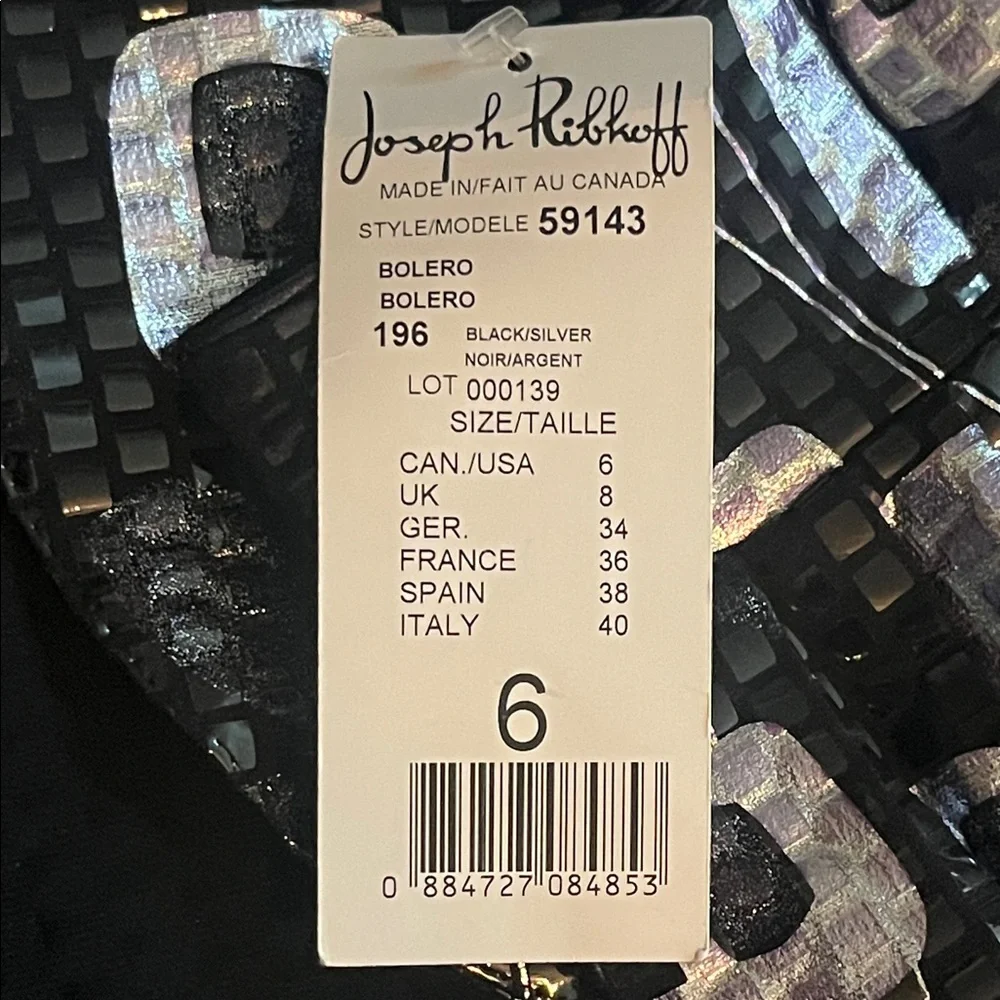 Joseph Ribkoff
MADE IN/FAIT AU CANADA
STYLE/MODELE 59143
BOLERO
BOLERO
196 BLACK/SILVER
NOIR/ARGENT
LOT 000139
SIZE/TAILLE
CAN./USA 6
UK 8
GER. 34
FRANCE 36
SPAIN 38
ITALY 40
6
0 884727 084853